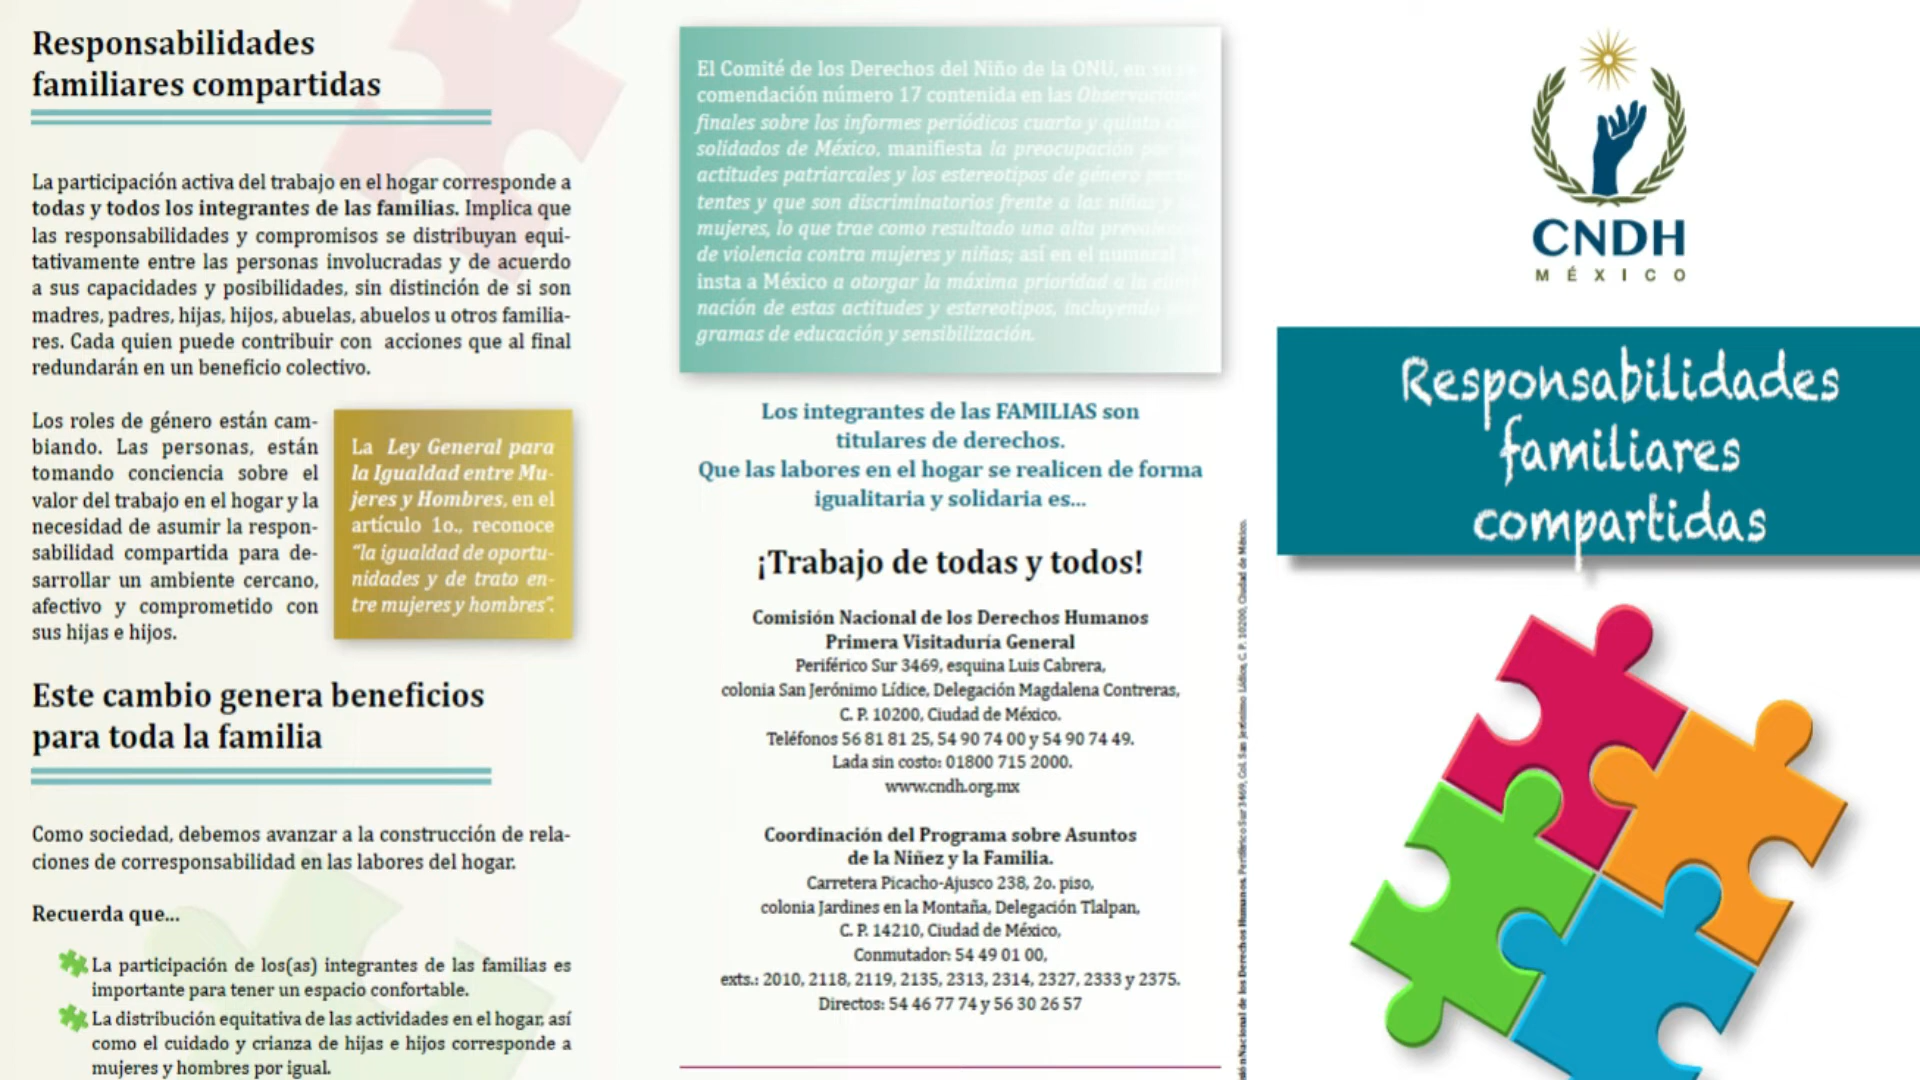 Responsabilidades
familiares compartidas
La participación activa del trabajo en el hogar corresponde a
todas y todos los integrantes de las familias. Implica que
las responsabilidades y compromisos se distribuyan equi-
tativamente entre las personas involucradas y de acuerdo
a sus capacidades y posibilidades, sin distinción de si son
madres, padres, hijas, hijos, abuelas, abuelos u otros familia-
res. Cada quien puede contribuir con acciones que al final
redundarán en un beneficio colectivo.
Los roles de género están cam-
biando. Las personas, están
tomando conciencia sobre el
valor del trabajo en el hogar y la
necesidad de asumir la respon-
sabilidad compartida para de-
sarrollar un ambiente cercano,
afectivo y comprometido con
sus hijas e hijos.
La Ley General para
la Igualdad entre Mu-
jeres y Hombres, en el
artículo 1o., reconoce
“la igualdad de oportu-
nidades y de trato en-
tre mujeres y hombres”.
Este cambio genera beneficios
para toda la familia
Como sociedad, debemos avanzar a la construcción de rela-
ciones de corresponsabilidad en las labores del hogar.
Recuerda que...
La participación de los(as) integrantes de las familias es
importante para tener un espacio confortable.
La distribución equitativa de las actividades en el hogar, así
como el cuidado y crianza de hijas e hijos corresponde a
mujeres y hombres por igual.
El Comité de los Derechos del Niño de la ONU, en su
comendación número 17 contenida en las
finales sobre los informes periódicos cuarto y quinto
solidados de México, manifiesta la preocupación por
actitudes patriarcales y los estereotipos de género
tentes y que son discriminatorios frente a las niñas y
mujeres, lo que trae como resultado una alta
de violencia contra mujeres y niñas; así en el numeral
insta a México a otorgar la máxima prioridad a la
nación de estas actitudes y estereotipos, incluyendo
gramas de educación y sensibilización.
Los integrantes de las FAMILIAS son
titulares de derechos.
Que las labores en el hogar se realicen de forma
igualitaria y solidaria es...
¡Trabajo de todas y todos!
Comisión Nacional de los Derechos Humanos
Primera Visitaduría General
Periférico Sur 3469, esquina Luis Cabrera,
colonia San Jerónimo Lídice, Delegación Magdalena Contreras,
C. P. 10200, Ciudad de México.
Teléfonos 56 81 81 25, 54 90 74 00 y 54 90 74 49.
Lada sin costo: 01800 715 2000.
www.cndh.org.mx
Coordinación del Programa sobre Asuntos
de la Niñez y la Familia.
Carretera Picacho-Ajusco 238, 2o. piso,
colonia Jardines en la Montaña, Delegación Tlalpan,
C. P. 14210, Ciudad de México,
Conmutador: 54 49 01 00,
exts.: 2010, 2118, 2119, 2135, 2313, 2314, 2327, 2333 y 2375.
Directos: 54 46 77 74 y 56 30 26 57
Nacional de los Derechos Humanos. Periférico Sur 3469, Col. San Jerónimo Lídice, C. P. 10200, Ciudad de México.
CNDH
MÉXICO
Responsabilidades
familiares
compartidas